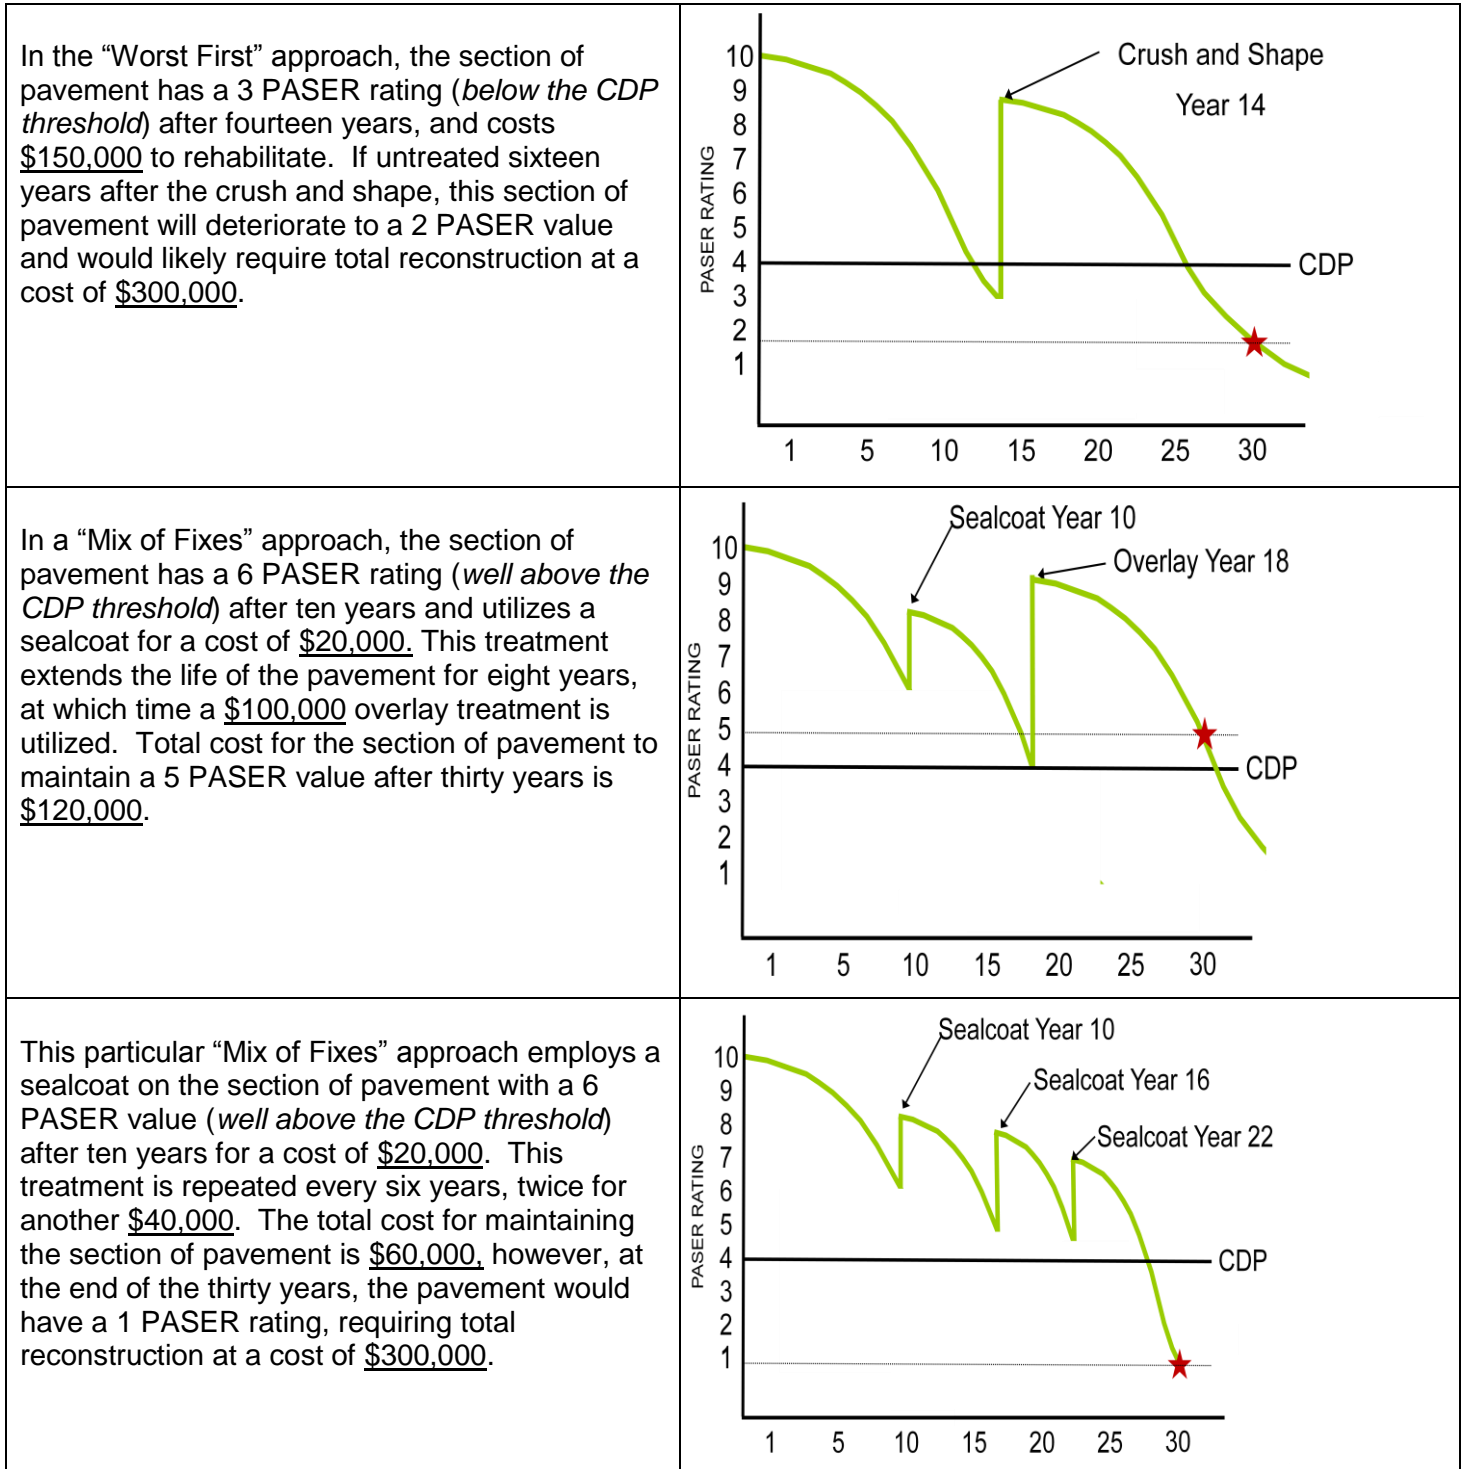 In the “Worst First” approach, the section of
pavement has a 3 PASER rating (below the CDP
threshold) after fourteen years, and costs
$150,000 to rehabilitate.  If untreated sixteen
years after the crush and shape, this section of
pavement will deteriorate to a 2 PASER value
and would likely require total reconstruction at a
cost of $300,000.
Crush and Shape
Year 14
PASER RATING
10
9
8
7
6
5
4
3
2
1
CDP
1 5 10 15 20 25 30
In a “Mix of Fixes” approach, the section of
pavement has a 6 PASER rating (well above the
CDP threshold) after ten years and utilizes a
sealcoat for a cost of $20,000. This treatment
extends the life of the pavement for eight years,
at which time a $100,000 overlay treatment is
utilized.  Total cost for the section of pavement to
maintain a 5 PASER value after thirty years is
$120,000.
Sealcoat Year 10
Overlay Year 18
PASER RATING
10
9
8
7
6
5
4
3
2
1
CDP
1 5 10 15 20 25 30
This particular “Mix of Fixes” approach employs a
sealcoat on the section of pavement with a 6
PASER value (well above the CDP threshold)
after ten years for a cost of $20,000.  This
treatment is repeated every six years, twice for
another $40,000.  The total cost for maintaining
the section of pavement is $60,000, however, at
the end of the thirty years, the pavement would
have a 1 PASER rating, requiring total
reconstruction at a cost of $300,000.
Sealcoat Year 10
Sealcoat Year 16
Sealcoat Year 22
PASER RATING
10
9
8
7
6
5
4
3
2
1
CDP
1 5 10 15 20 25 30